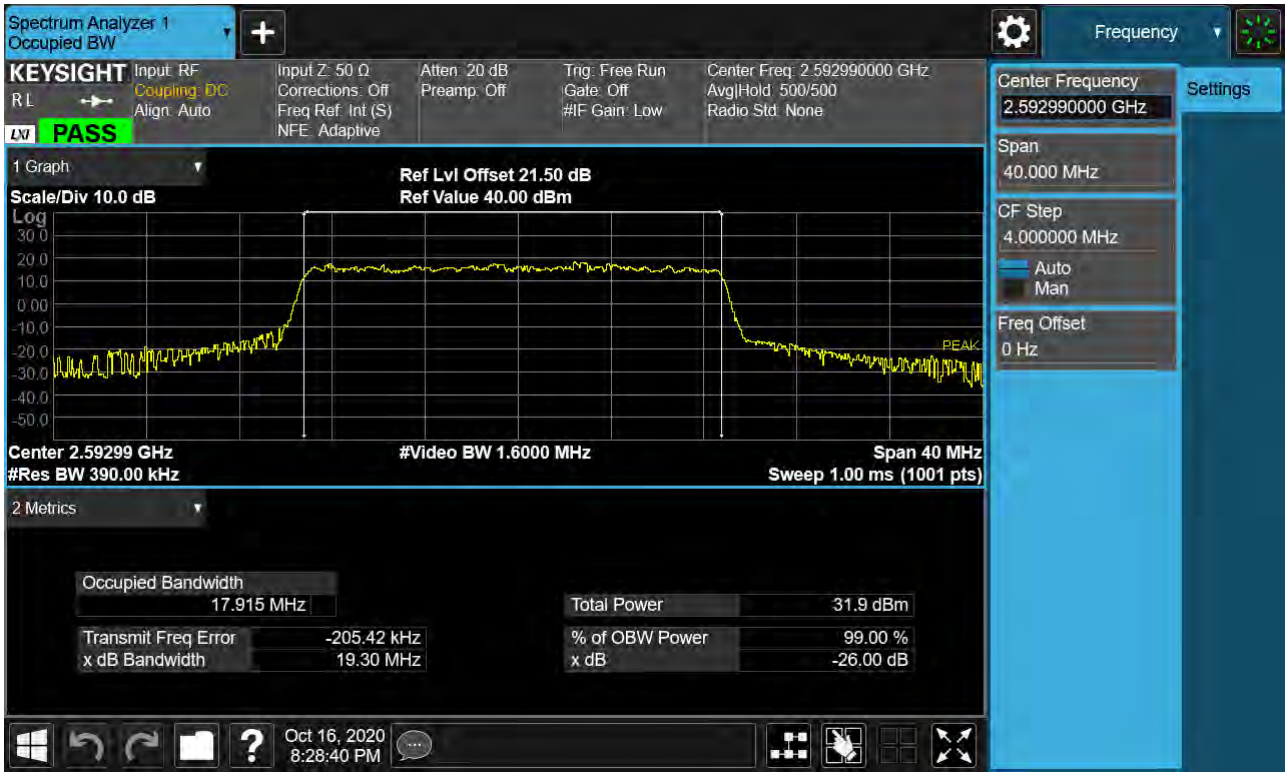 Spectrum Analyzer 1
Occupied BW
+
Frequency
KEYSIGHT
R L
LXI PASS
Input: RF
Coupling: DC
Align: Auto
Input Z: 50 Ω
Corrections: Off
Freq Ref: Int (S)
NFE: Adaptive
Atten: 20 dB
Preamp: Off
Trig: Free Run
Gate: Off
#IF Gain: Low
Center Freq: 2.592990000 GHz
Avg|Hold: 500/500
Radio Std: None
Center Frequency
2.592990000 GHz
Settings
Span
40.000 MHz
CF Step
4.000000 MHz
Auto
Man
Freq Offset
0 Hz
1 Graph
Scale/Div 10.0 dB
Ref Lvl Offset 21.50 dB
Ref Value 40.00 dBm
Log
30.0
20.0
10.0
0.00
-10.0
-20.0
-30.0
-40.0
-50.0
PEAK
Center 2.59299 GHz
#Res BW 390.00 kHz
#Video BW 1.6000 MHz
Span 40 MHz
Sweep 1.00 ms (1001 pts)
2 Metrics
Occupied Bandwidth
17.915 MHz
Total Power 31.9 dBm
Transmit Freq Error -205.42 kHz
% of OBW Power 99.00 %
x dB Bandwidth 19.30 MHz
x dB -26.00 dB
?
Oct 16, 2020
8:28:40 PM